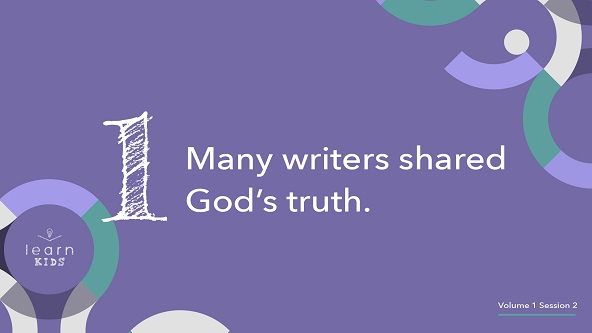 1
Many writers shared
God's truth.
learn
KIDS
Volume 1 Session 2